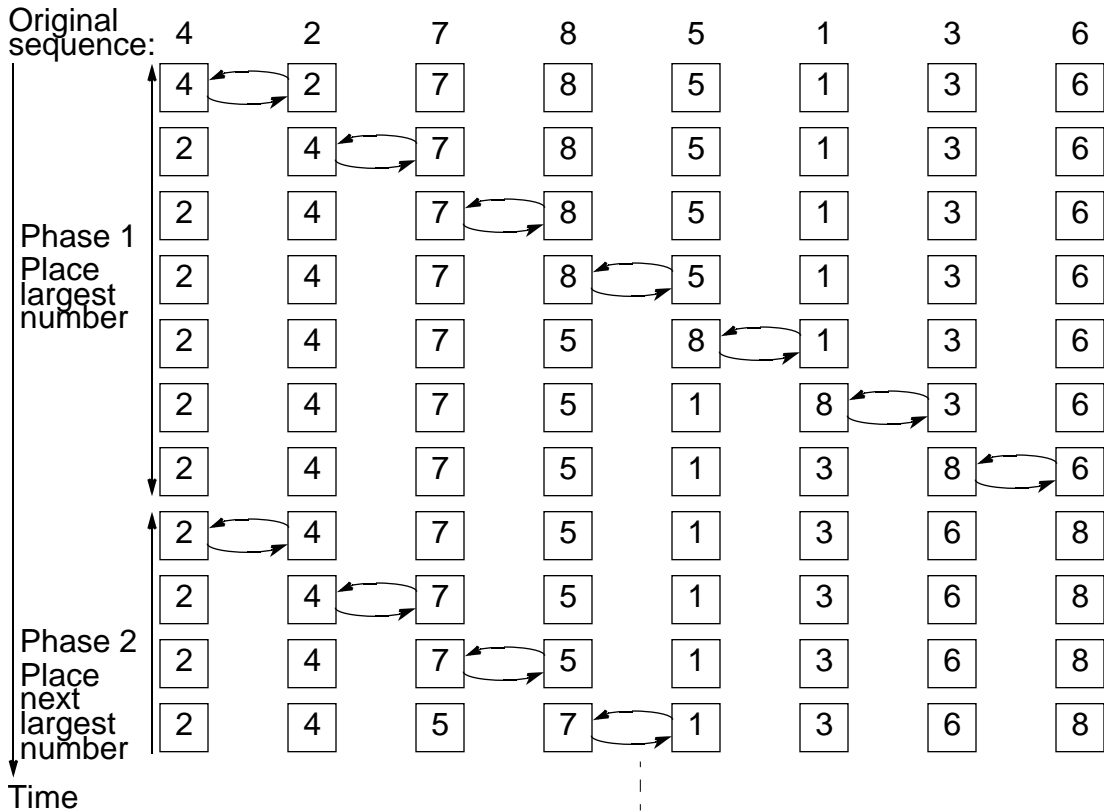 Original
sequence: 4 2 7 8 5 1 3 6
4 2 7 8 5 1 3 6
2 4 7 8 5 1 3 6
2 4 7 8 5 1 3 6
Phase 1
Place
largest
number
2 4 7 8 5 1 3 6
2 4 7 5 8 1 3 6
2 4 7 5 1 8 3 6
2 4 7 5 1 3 8 6
2 4 7 5 1 3 6 8
2 4 7 5 1 3 6 8
Phase 2
Place
next
largest
number
2 4 7 5 1 3 6 8
2 4 5 7 1 3 6 8
Time